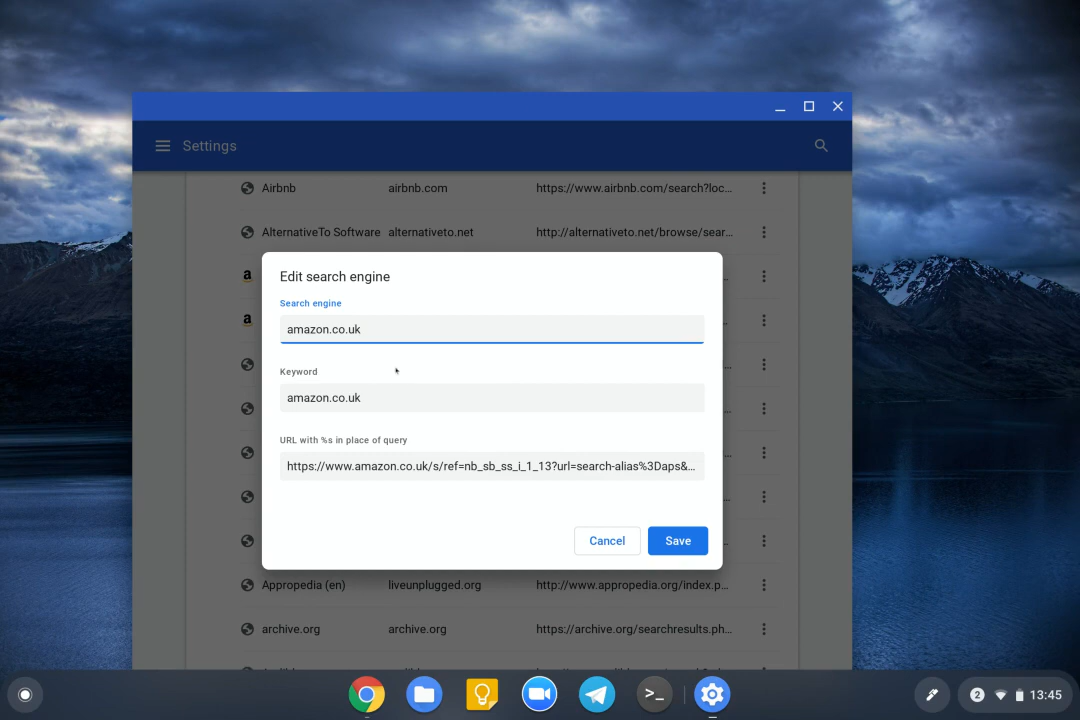 Settings
Airbnb airbnb.com https://www.airbnb.com/search?loc...
AlternativeTo Software alternativeto.net http://alternativeto.net/browse/sear...
Edit search engine
Search engine
amazon.co.uk
Keyword
amazon.co.uk
URL with %s in place of query
https://www.amazon.co.uk/s/ref=nb_sb_ss_i_1_13?url=search-alias%3Daps&...
Cancel Save
Appropedia (en) liveunplugged.org http://www.appropedia.org/index.p...
archive.org archive.org https://archive.org/searchresults.ph...
2 13:45